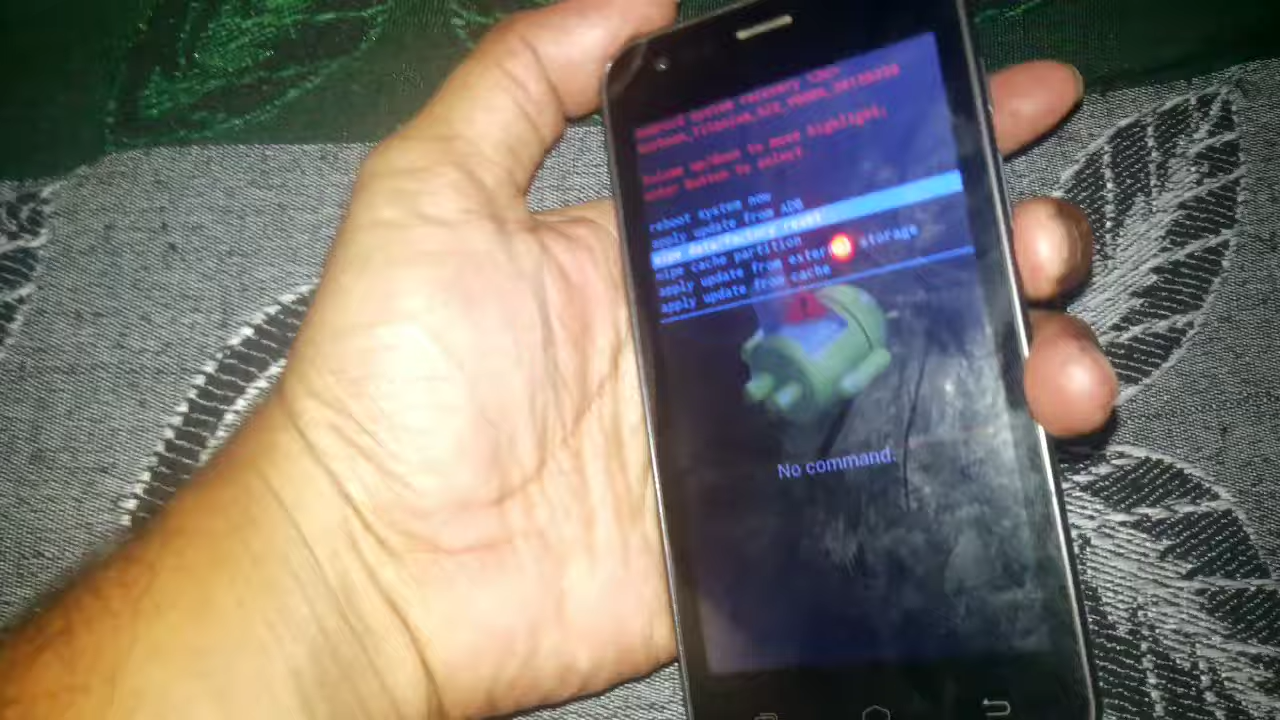 Android system recovery <3e>
Karbonn_Titanium_
Volume up/down to move highlight;
enter button to select.
reboot system now
apply update from ADB
wipe data/factory reset
wipe cache partition
apply update from external storage
apply update from cache
No command.